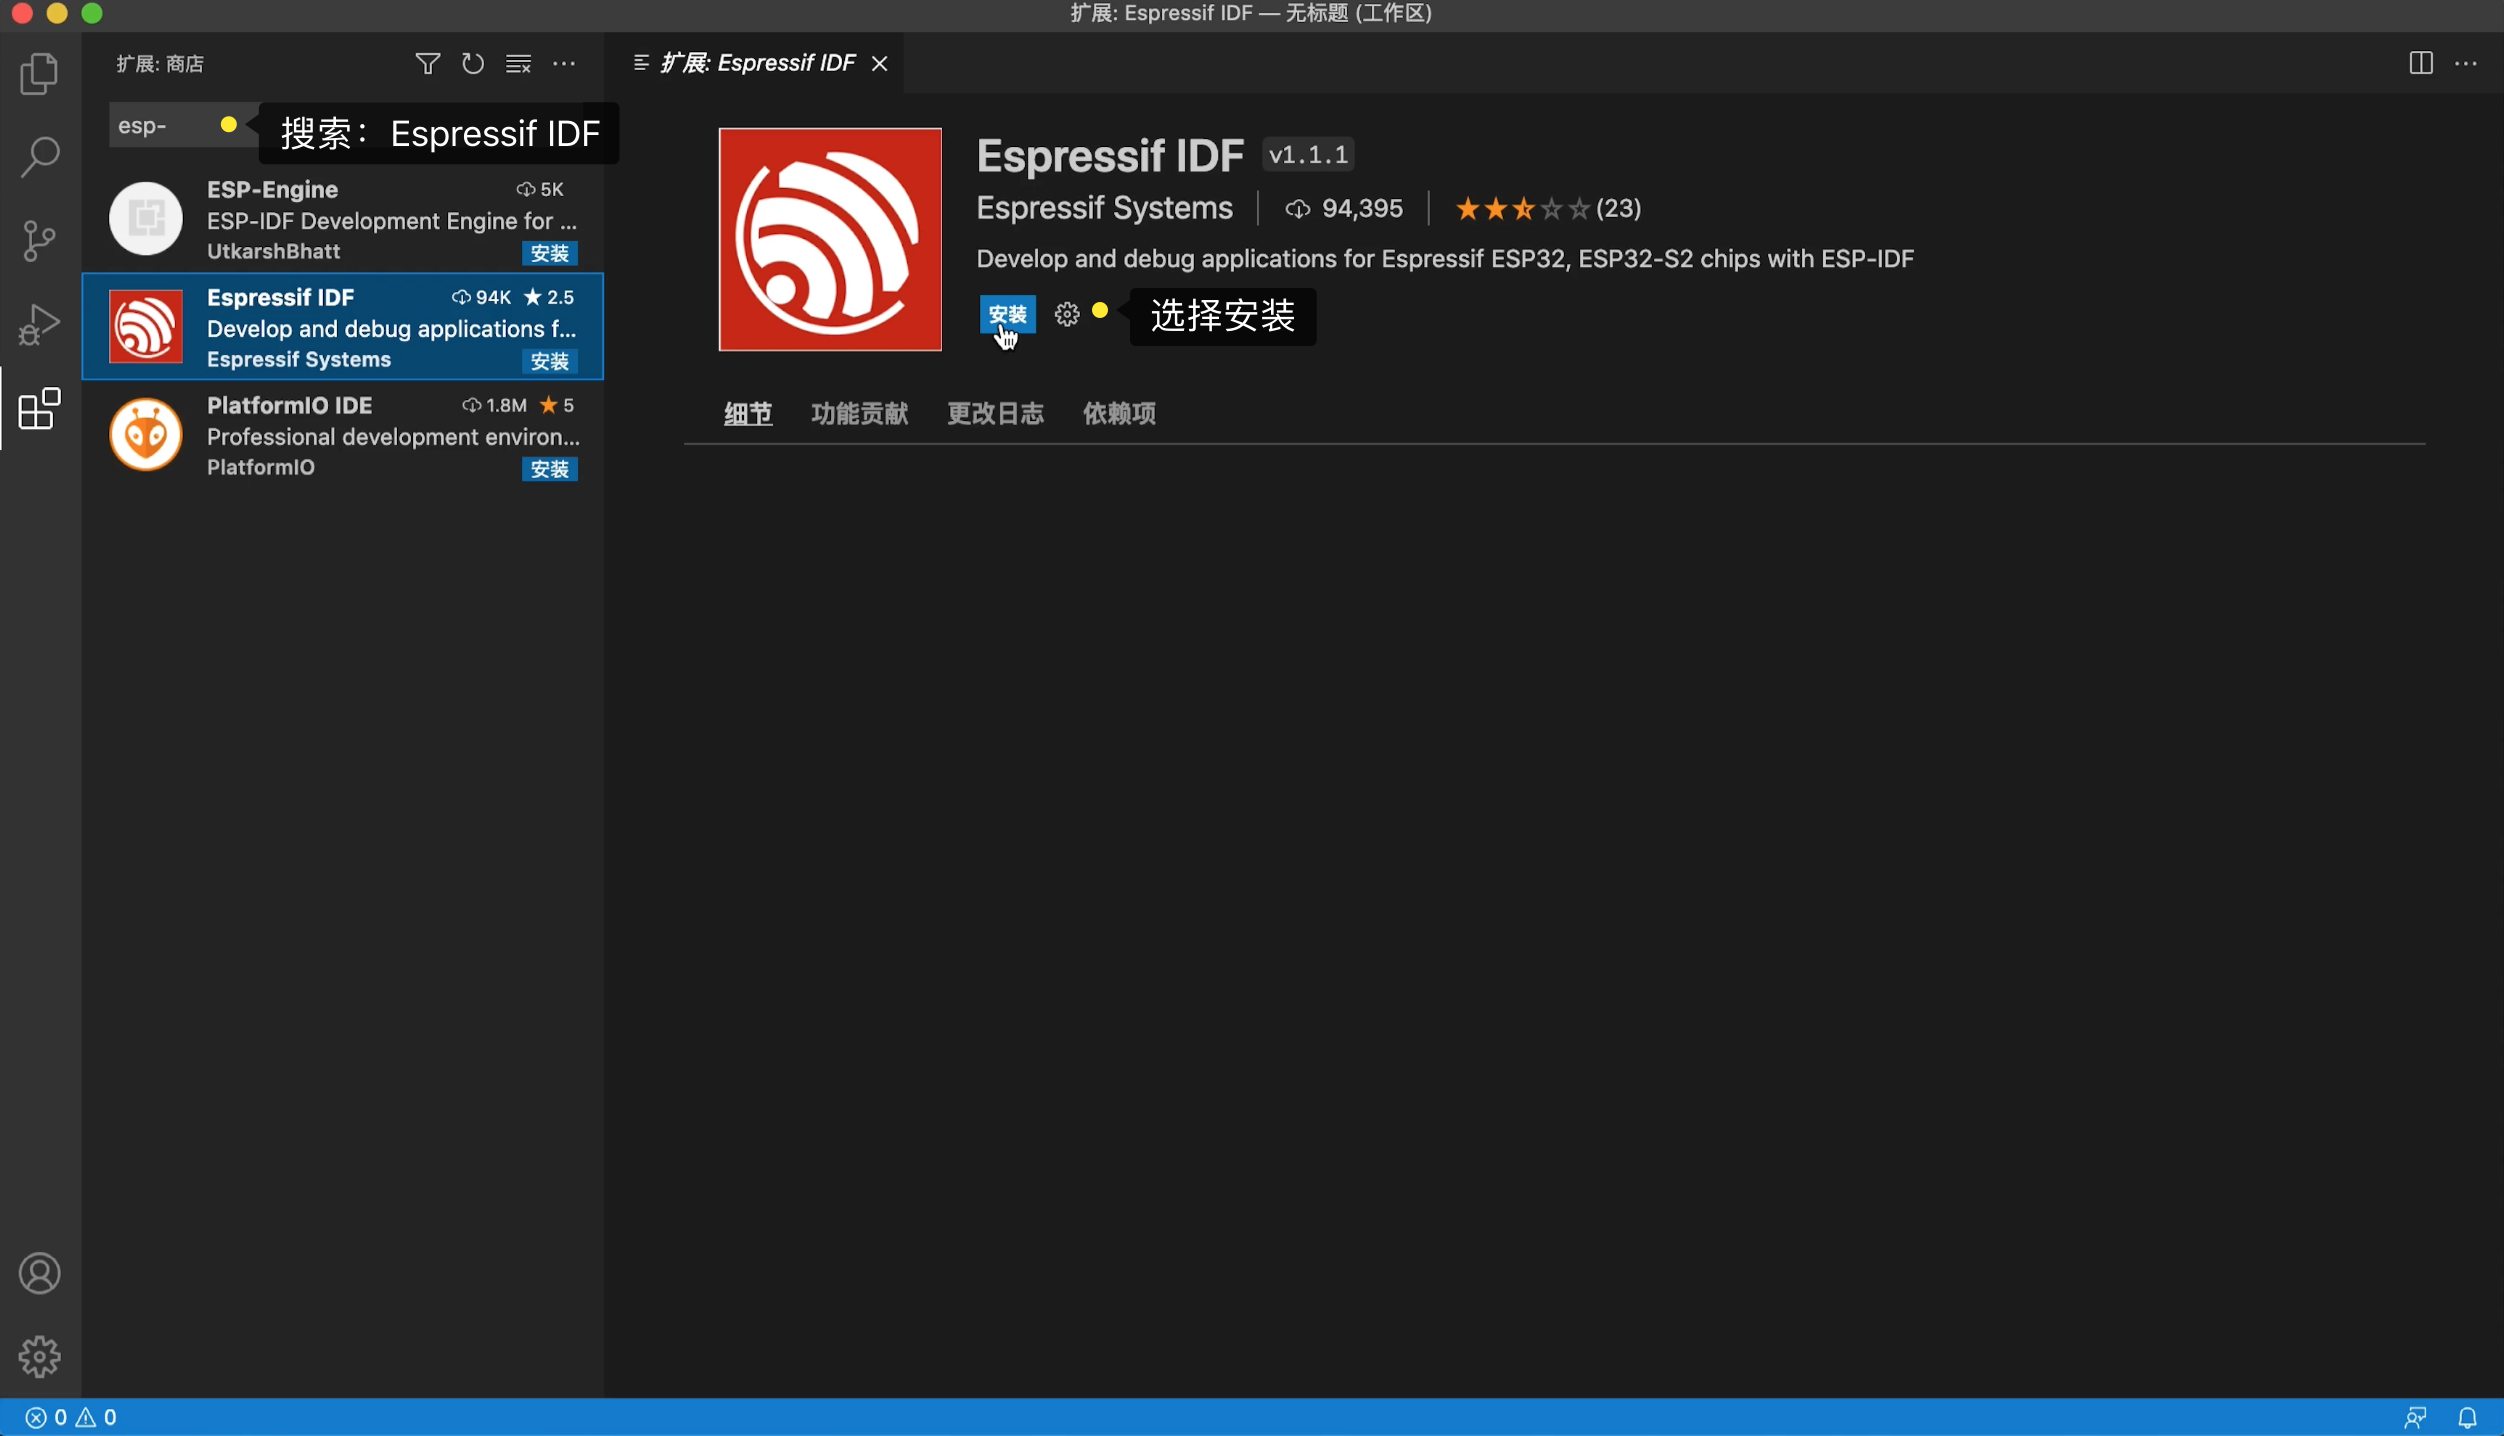 扩展: Espressif IDF — 无标题 (工作区)
扩展: 商店
扩展: Espressif IDF
esp-
搜索： Espressif IDF
ESP-Engine 5K
ESP-IDF Development Engine for ...
UtkarshBhatt 安装
Espressif IDF 94K 2.5
Develop and debug applications f...
Espressif Systems 安装
PlatformIO IDE 1.8M 5
Professional development environ...
PlatformIO 安装
Espressif IDF v1.1.1
Espressif Systems 94,395 (23)
Develop and debug applications for Espressif ESP32, ESP32-S2 chips with ESP-IDF
安装 选择安装
细节 功能贡献 更改日志 依赖项
0 0